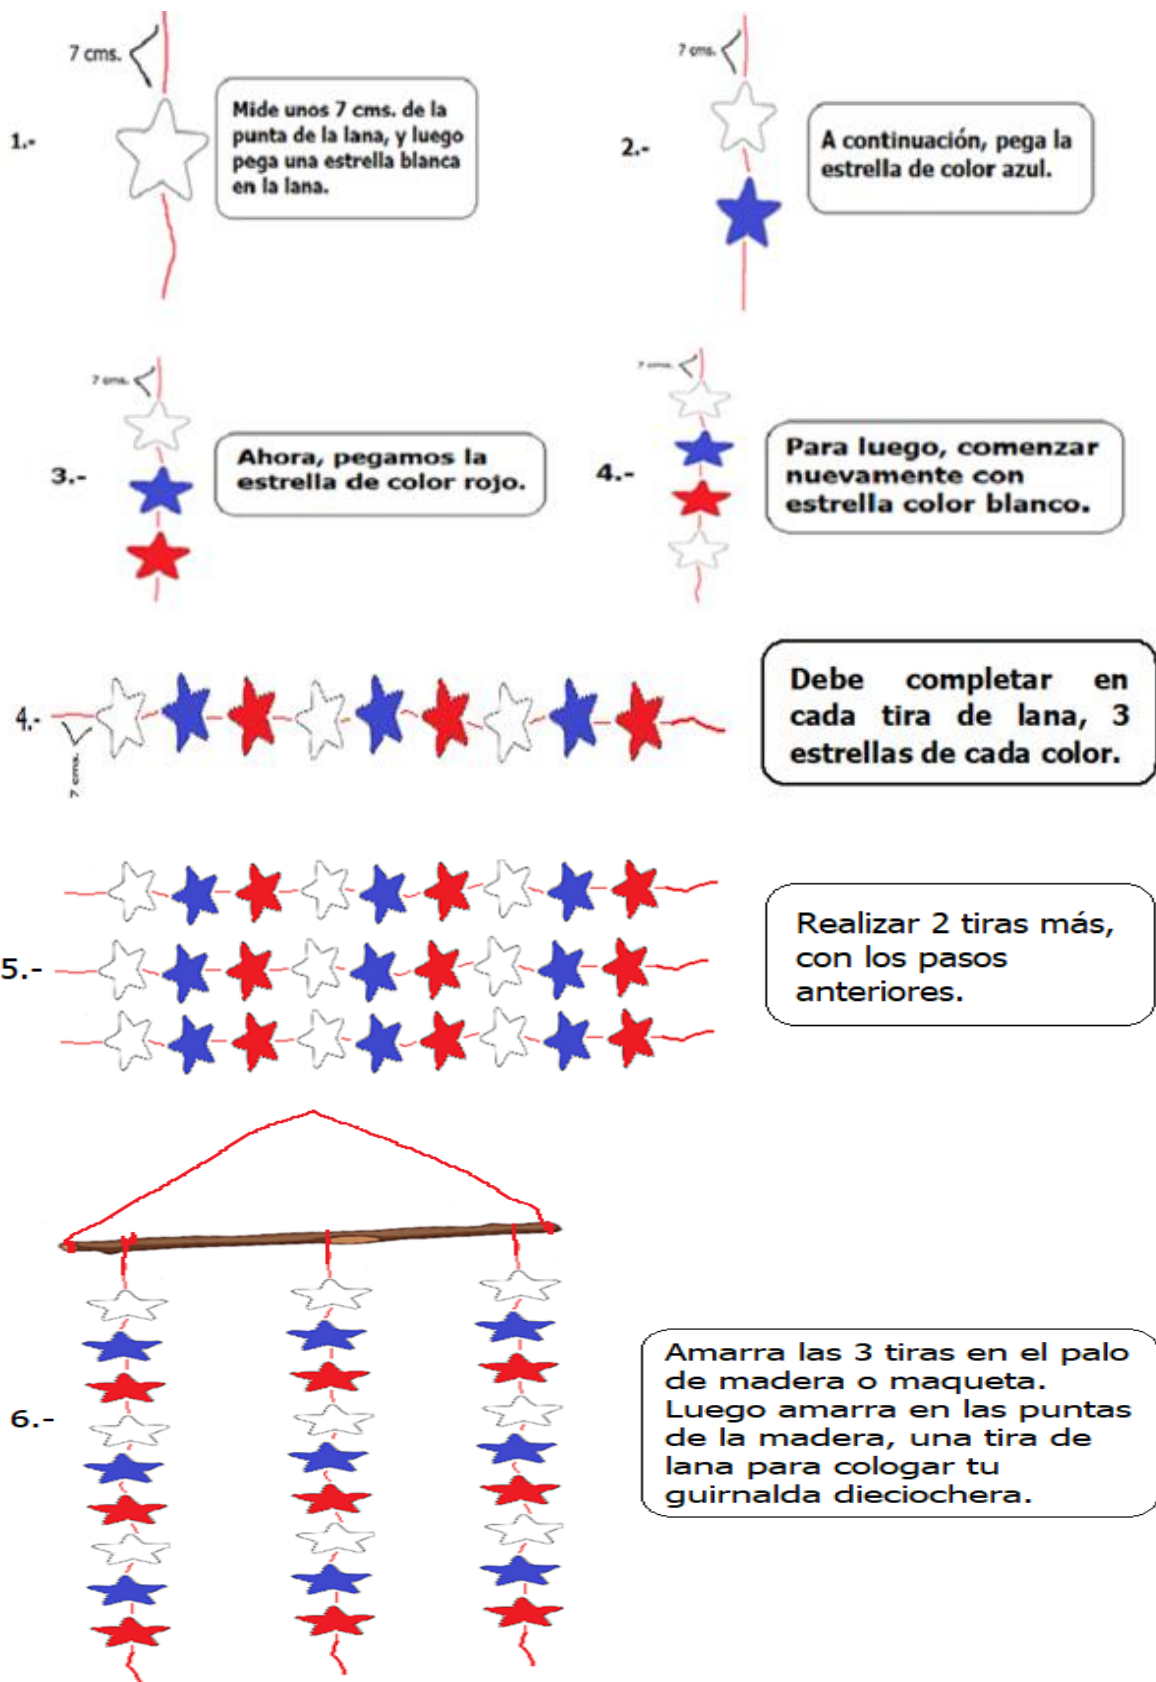 7 cms.
1.-
Mide unos 7 cms. de la
punta de la lana, y luego
pega una estrella blanca
en la lana.
7 cms.
2.-
A continuación, pega la
estrella de color azul.
7 cms.
3.-
Ahora, pegamos la
estrella de color rojo.
7 cms.
4.-
Para luego, comenzar
nuevamente con
estrella color blanco.
4.-
7 cms.
Debe completar en
cada tira de lana, 3
estrellas de cada color.
5.-
Realizar 2 tiras más,
con los pasos
anteriores.
6.-
Amarra las 3 tiras en el palo
de madera o maqueta.
Luego amarra en las puntas
de la madera, una tira de
lana para cologar tu
guirnalda dieciochera.